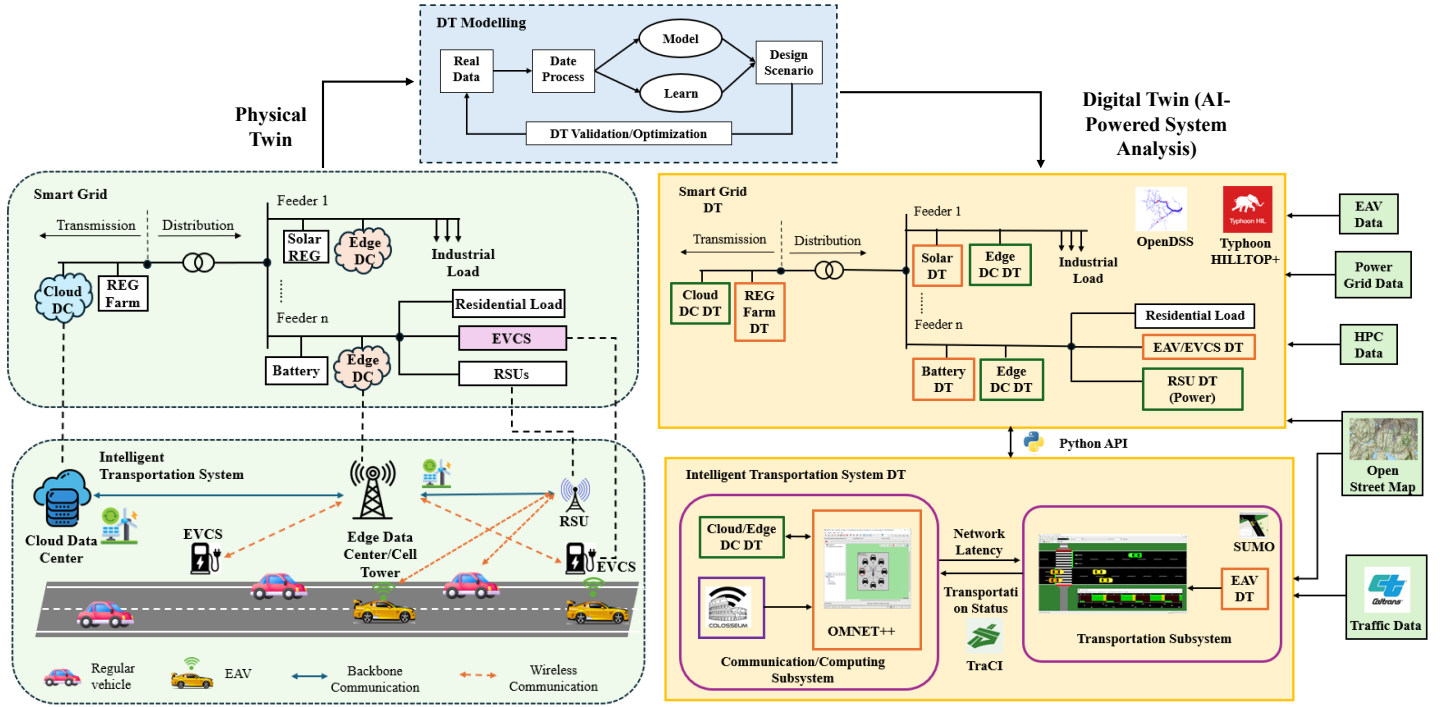 DT Modelling
Real
Data
Date
Process
Model
Learn
Design
Scenario
DT Validation/Optimization
Physical
Twin
Digital Twin (AI-
Powered System
Analysis)
Smart Grid
Transmission
Distribution
Feeder 1
Solar
REG
Edge
DC
Industrial
Load
Cloud
DC
REG
Farm
Feeder n
Battery
Edge
DC
Residential Load
EVCS
RSUs
Intelligent
Transportation System
Cloud Data
Center
EVCS
Edge Data
Center/Cell
Tower
RSU
EVCS
Regular
vehicle
EAV
Backbone
Communication
Wireless
Communication
Smart Grid
DT
Transmission
Distribution
Feeder 1
Solar
DT
Edge
DC DT
Industrial
Load
OpenDSS
Typhoon HIL
Typhoon
HILLTOP+
Cloud
DC DT
REG
Farm
DT
Feeder n
Battery
DT
Edge
DC DT
Residential Load
EAV/EVCS DT
RSU DT
(Power)
Python API
Intelligent Transportation System DT
Cloud/Edge
DC DT
COLOSSEUM
OMNET++
Communication/Computing
Subsystem
Network
Latency
Transportati
on Status
TraCI
SUMO
EAV
DT
Transportation Subsystem
EAV
Data
Power
Grid Data
HPC
Data
Open
Street Map
Caltrans
Traffic Data